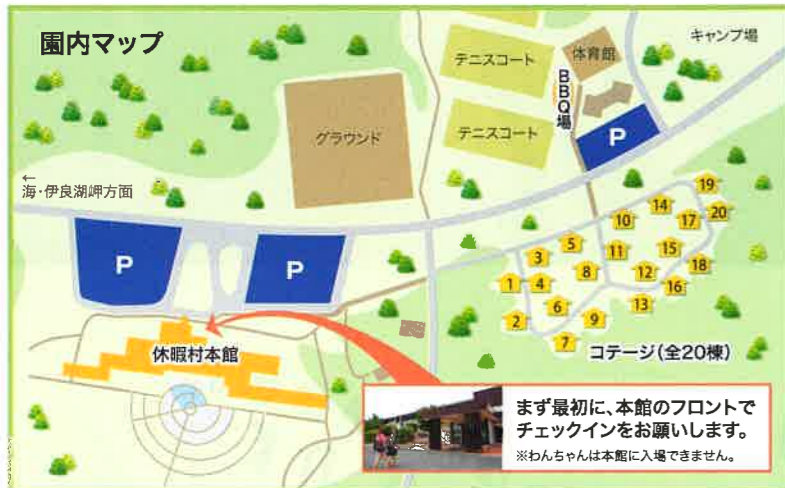 園内マップ
キャンプ場
テニスコート
体育館
BBQ場
グラウンド
テニスコート
P
←
海・伊良湖岬方面
P
P
19
14
20
10
17
5
3
11
15
8
18
1
4
12
16
6
13
2
9
7
休暇村本館
コテージ(全20棟)
まず最初に、本館のフロントで
チェックインをお願いします。
※わんちゃんは本館に入場できません。